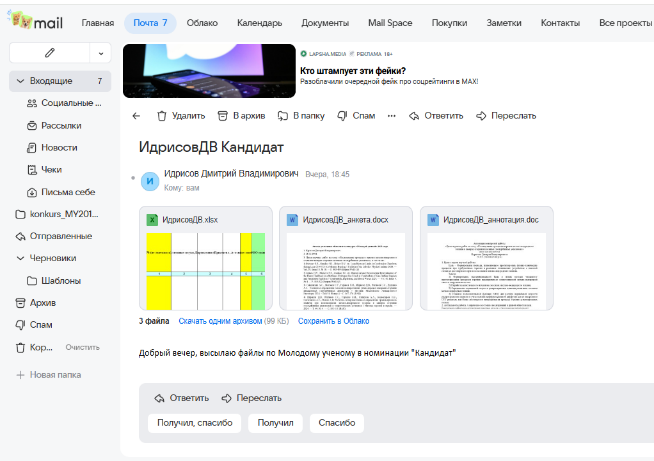 mail
Главная
Почта 7
Облако
Календарь
Документы
Mail Space
Покупки
Заметки
Контакты
Все проекты
Входящие 7
Социальные ...
Рассылки
Новости
Чеки
Письма себе
konkurs_MY201...
Отправленные
Черновики
Шаблоны
Архив
Спам
Кор... Очистить
Новая папка
LAPSHA.MEDIA РЕКЛАМА 16+
Кто штампует эти фейки?
Разоблачили очередной фейк про соцрейтинги в MAX!
Удалить В архив В папку Спам ... Ответить Переслать
ИдрисовДВ Кандидат
И Идрисов Дмитрий Владимирович Вчера, 18:45
Кому: вам
ИдрисовДВ.xlsx
ИдрисовДВ_анкета.docx
ИдрисовДВ_аннотация.doc
3 файла Скачать одним архивом (99 КБ) Сохранить в Облако
Добрый вечер, высылаю файлы по Молодому ученому в номинации "Кандидат"
Ответить Переслать
Получил, спасибо Получил Спасибо